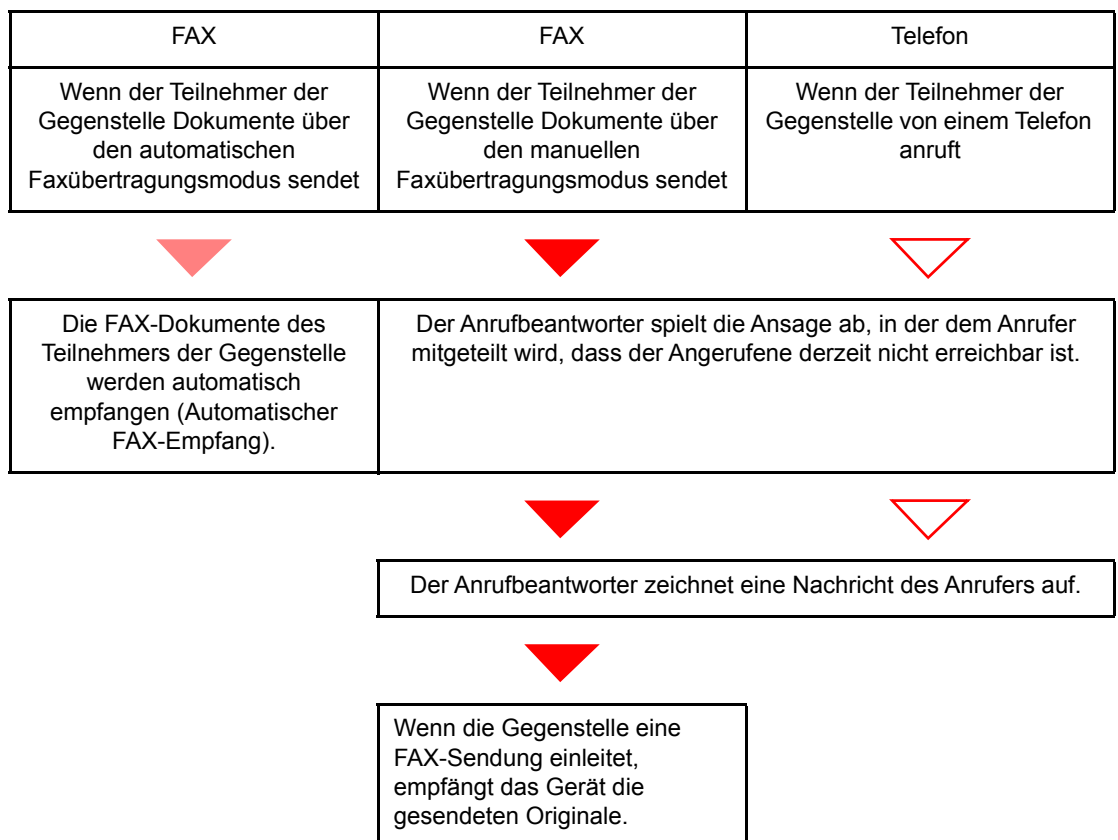 FAX
FAX
Telefon
Wenn der Teilnehmer der
Gegenstelle Dokumente über
den automatischen
Faxübertragungsmodus sendet
Wenn der Teilnehmer der
Gegenstelle Dokumente über
den manuellen
Faxübertragungsmodus sendet
Wenn der Teilnehmer der
Gegenstelle von einem Telefon
anruft
Die FAX-Dokumente des
Teilnehmers der Gegenstelle
werden automatisch
empfangen (Automatischer
FAX-Empfang).
Der Anrufbeantworter spielt die Ansage ab, in der dem Anrufer
mitgeteilt wird, dass der Angerufene derzeit nicht erreichbar ist.
Der Anrufbeantworter zeichnet eine Nachricht des Anrufers auf.
Wenn die Gegenstelle eine
FAX-Sendung einleitet,
empfängt das Gerät die
gesendeten Originale.